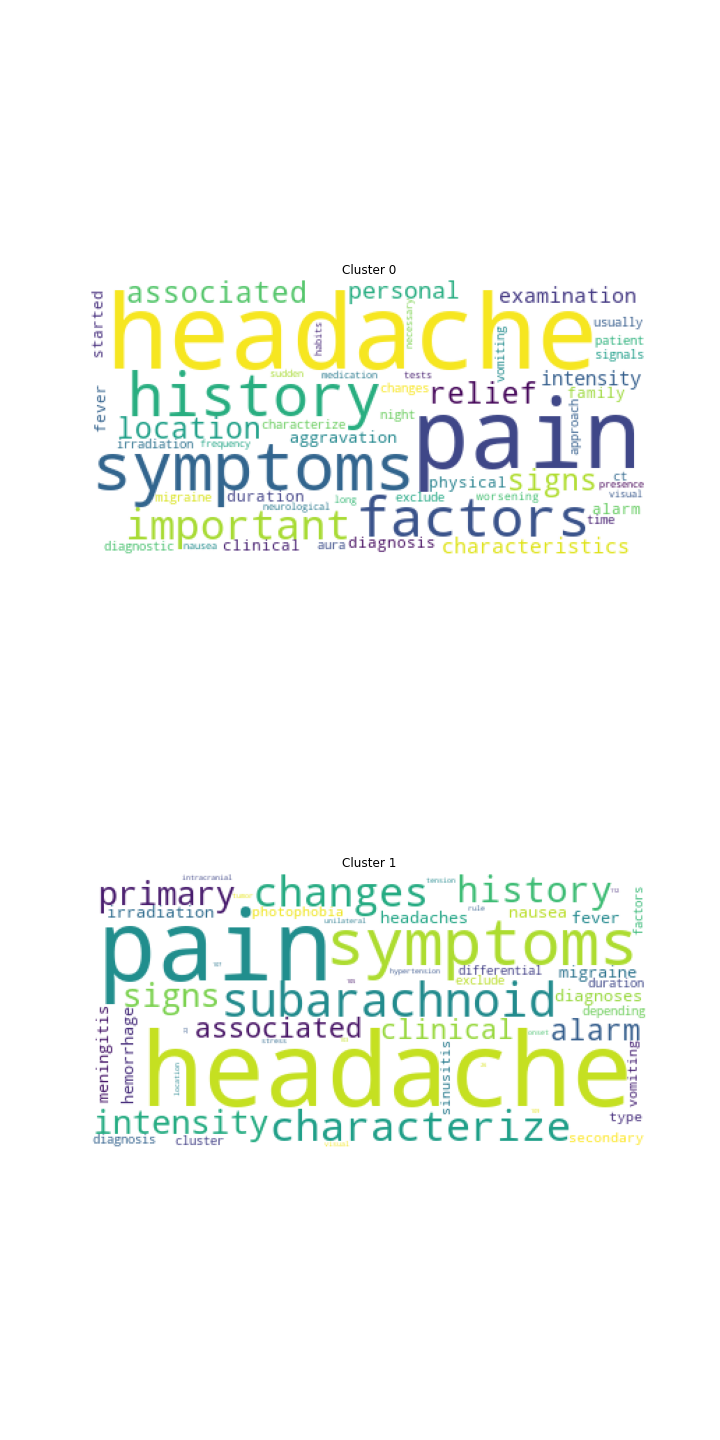 Cluster 0
started
associated
personal
examination
headache
habits
necessary
vomiting
usually
patient
signals
sudden
medication
tests
fever
history
changes
relief
intensity
family
night
location
characterize
approach
irradiation
frequency
aggravation
pain
symptoms
physical
signs
ct
presence
visual
migraine
duration
long
exclude
worsening
neurological
important
factors
alarm
time
diagnostic
nausea
clinical
aura
diagnosis
characteristics
Cluster 1
intracranial
primary
changes
tension
history
factors
irradiation
photophobia
unilateral
headaches
rule
nausea
fever
pain
symptoms
hypertension
differential
exclude
migraine
duration
signs
subarachnoid
diagnoses
depending
meningitis
hemorrhage
associated
clinical
onset
alarm
stress
headache
location
sinusitis
vomiting
intensity
characterize
type
diagnosis
cluster
secondary